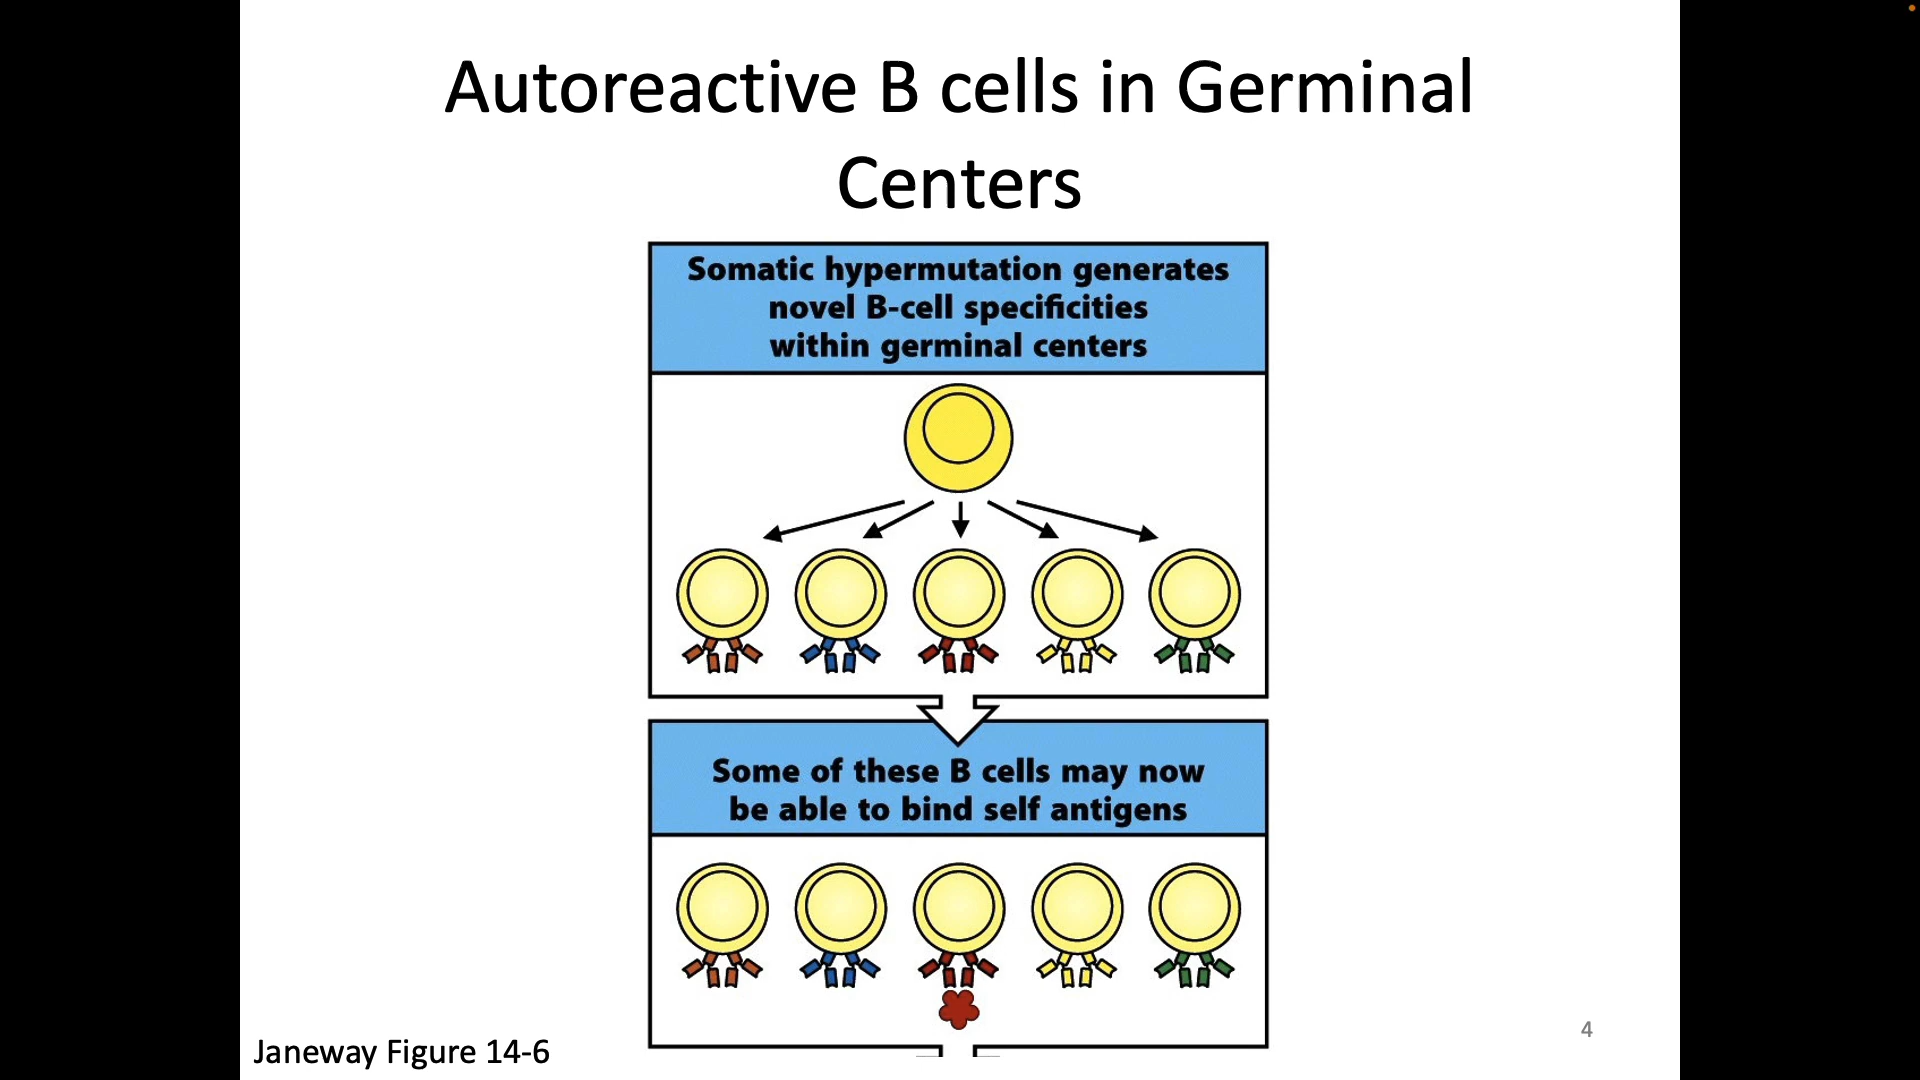 Autoreactive B cells in Germinal
Centers
Somatic hypermutation generates
novel B-cell specificities
within germinal centers
Some of these B cells may now
be able to bind self antigens
Janeway Figure 14-6
4